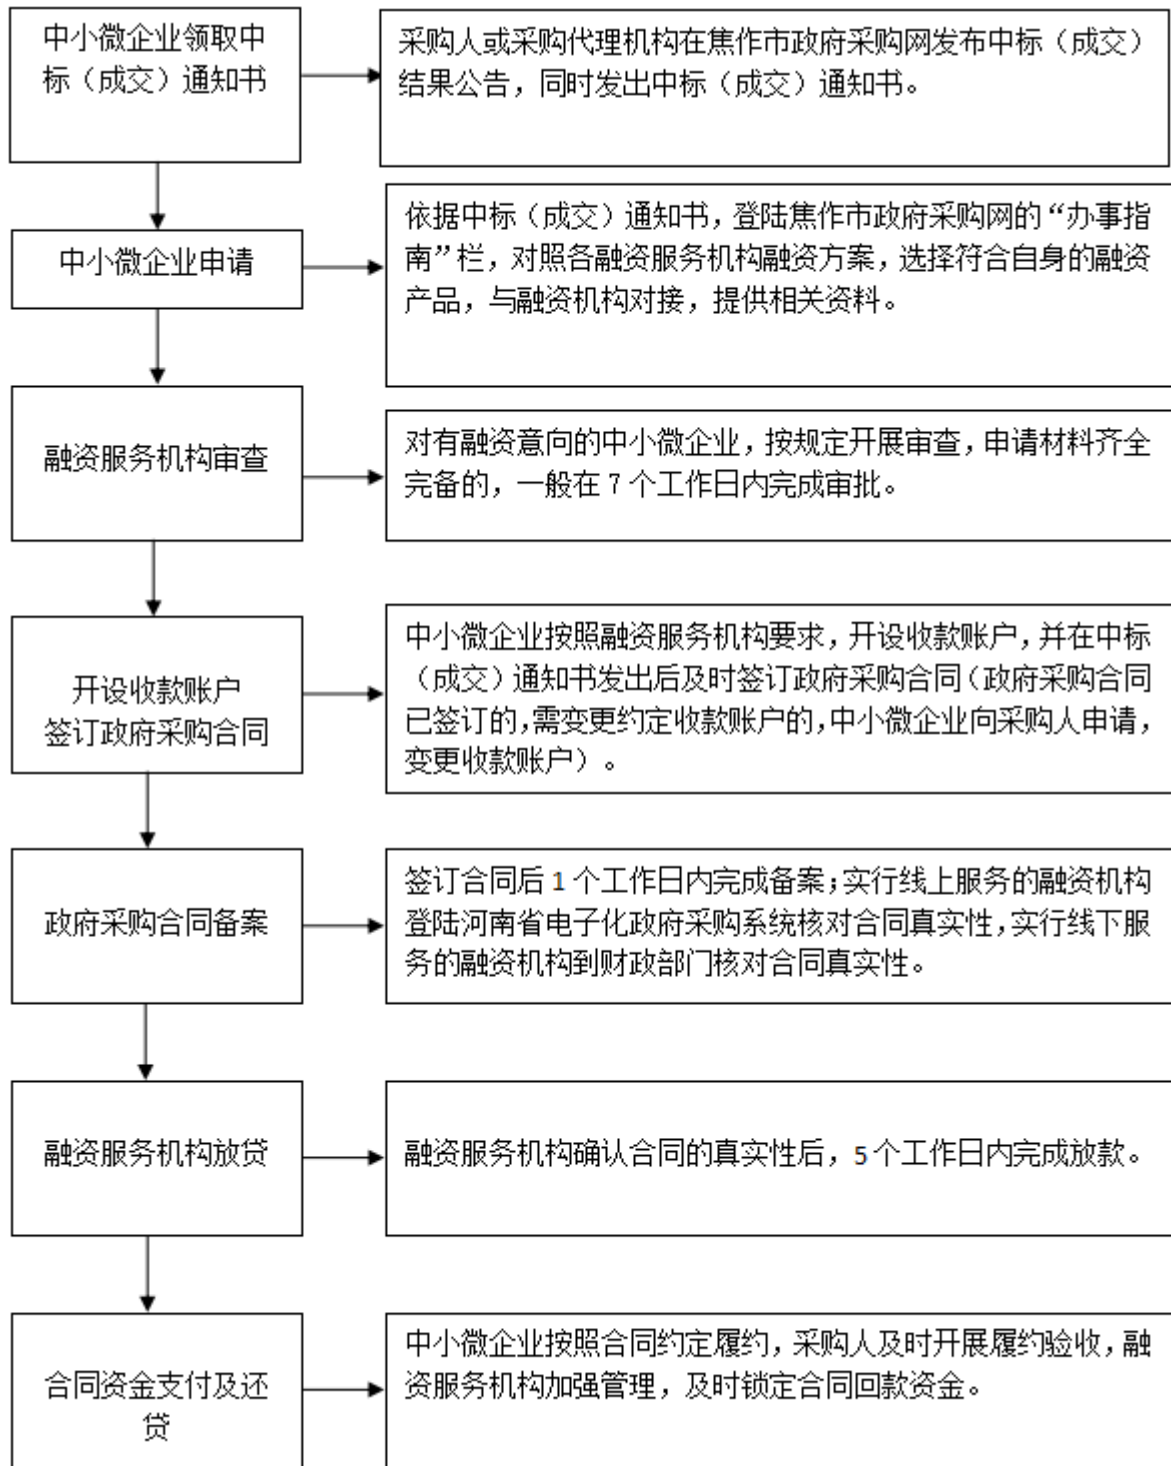 中小微企业领取中
标（成交）通知书
采购人或采购代理机构在焦作市政府采购网发布中标（成交）
结果公告，同时发出中标（成交）通知书。
中小微企业申请
依据中标（成交）通知书，登陆焦作市政府采购网的“办事指
南”栏，对照各融资服务机构融资方案，选择符合自身的融资
产品，与融资机构对接，提供相关资料。
融资服务机构审查
对有融资意向的中小微企业，按规定开展审查，申请材料齐全
完备的，一般在7个工作日内完成审批。
开设收款账户
签订政府采购合同
中小微企业按照融资服务机构要求，开设收款账户，并在中标
（成交）通知书发出后及时签订政府采购合同（政府采购合同
已签订的，需变更约定收款账户的，中小微企业向采购人申请，
变更收款账户）。
政府采购合同备案
签订合同后1个工作日内完成备案；实行线上服务的融资机构
登陆河南省电子化政府采购系统核对合同真实性，实行线下服
务的融资机构到财政部门核对合同真实性。
融资服务机构放贷
融资服务机构确认合同的真实性后，5个工作日内完成放款。
合同资金支付及还
贷
中小微企业按照合同约定履约，采购人及时开展履约验收，融
资服务机构加强管理，及时锁定合同回款资金。